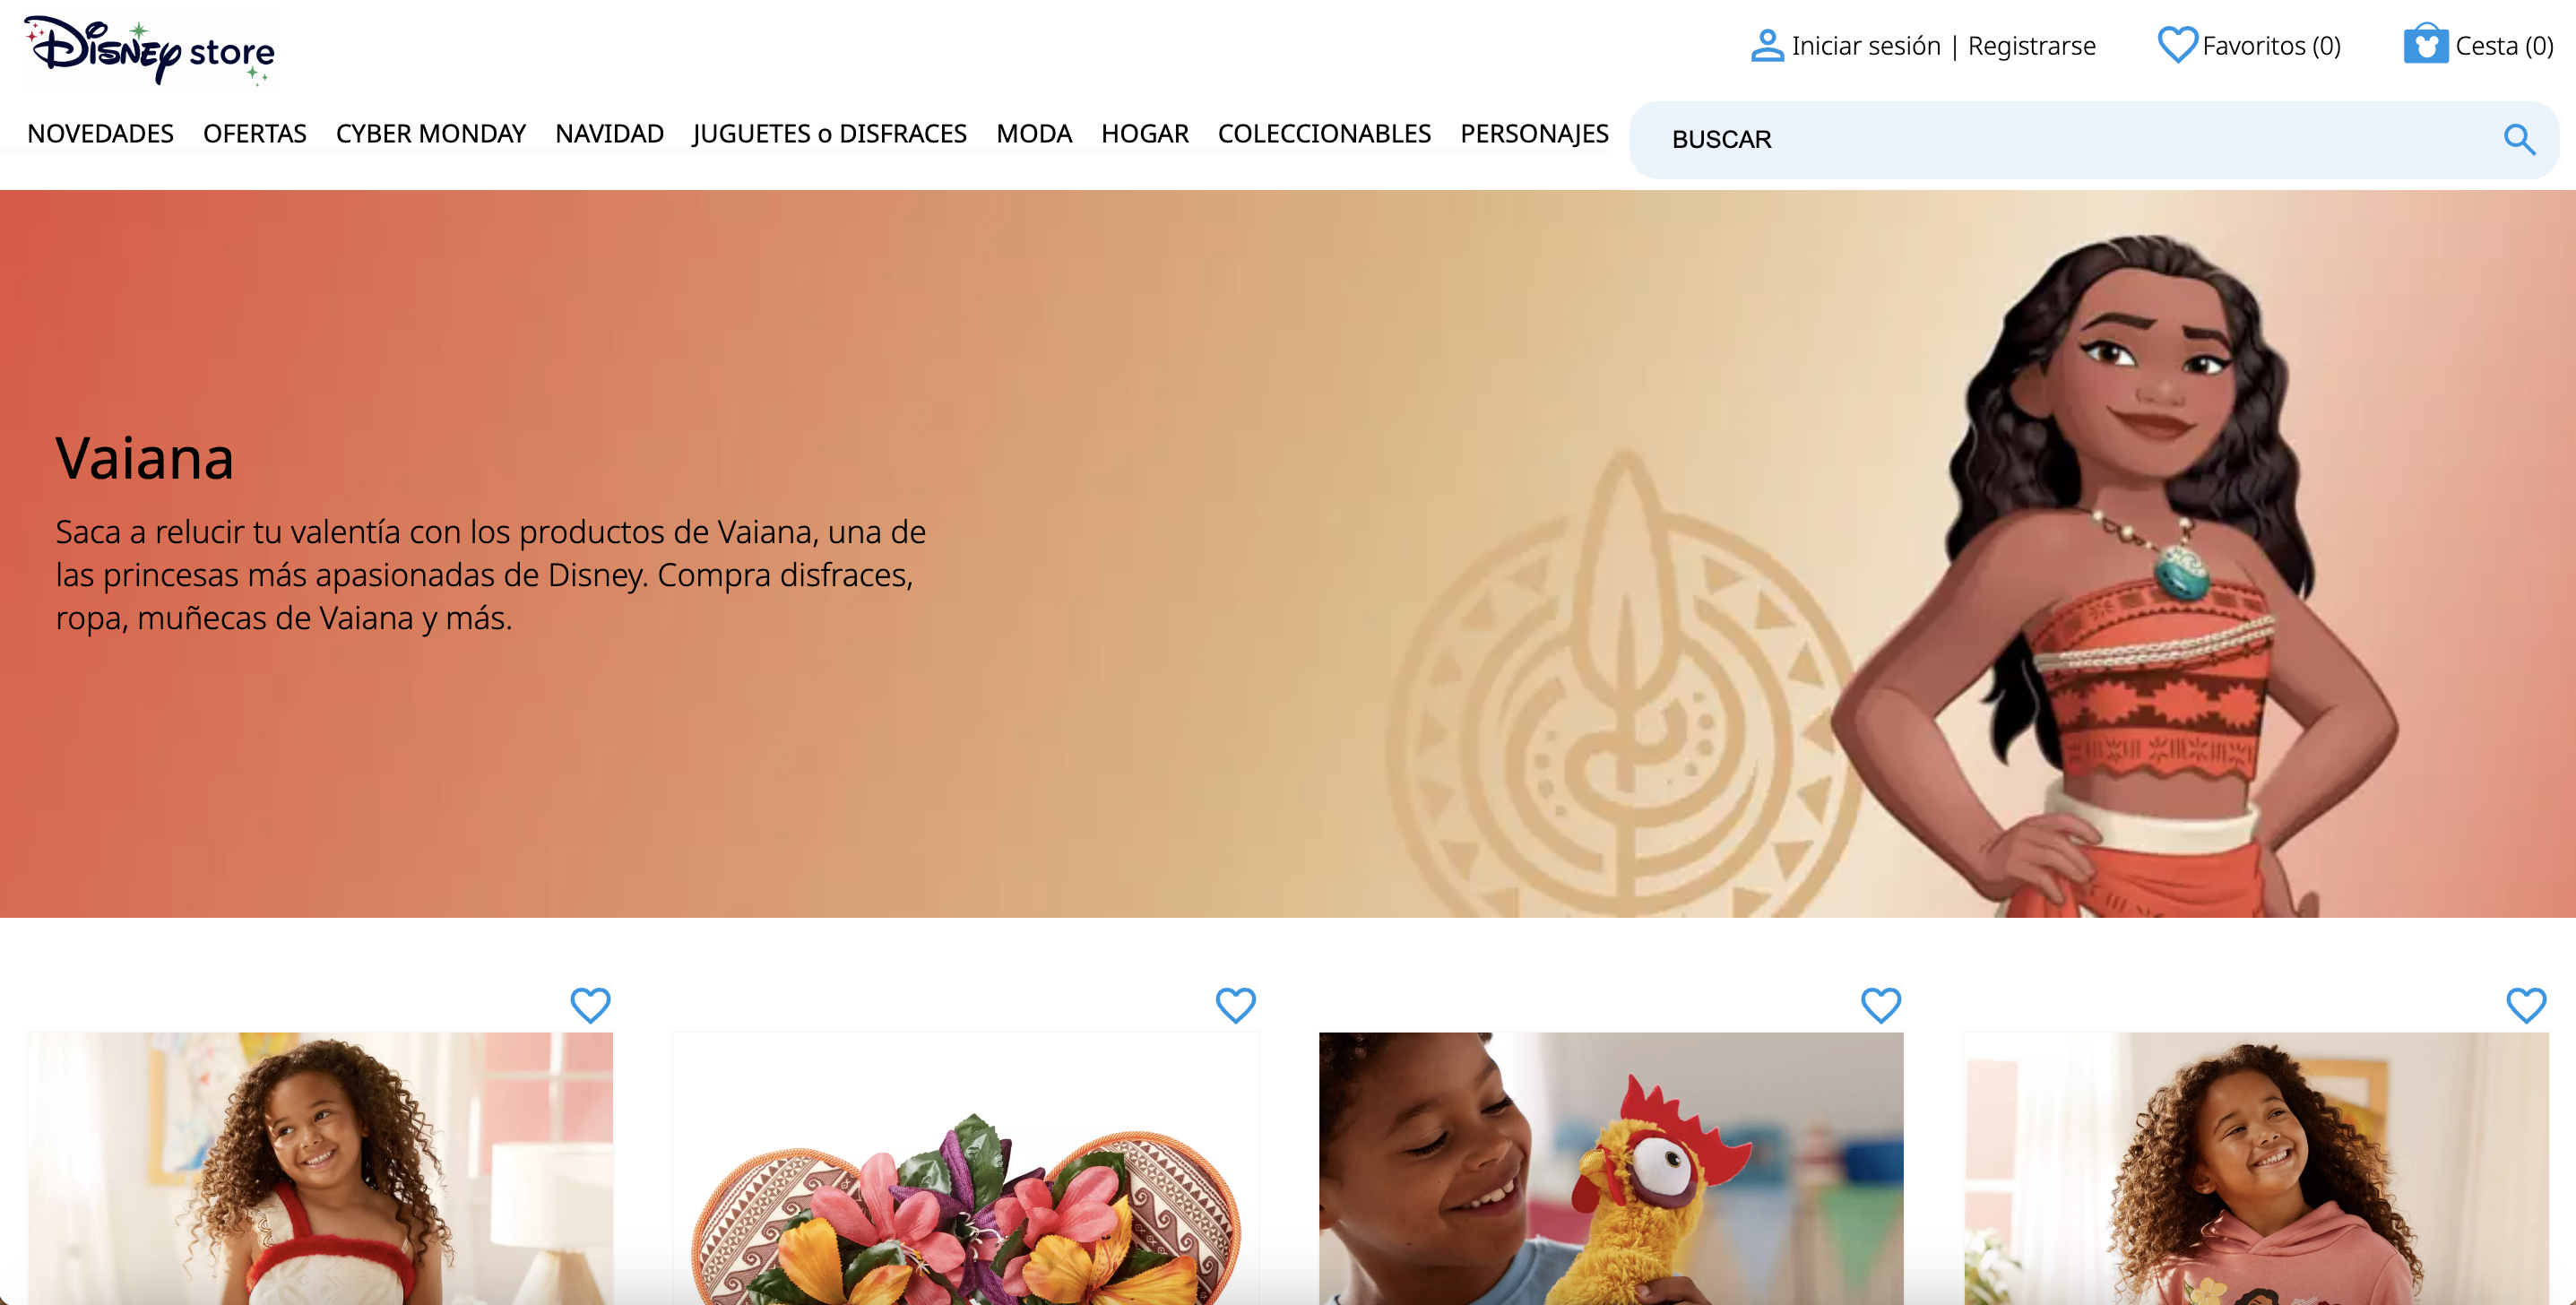 Disney store
Iniciar sesión | Registrarse
Favoritos (0)
Cesta (0)
NOVEDADES
OFERTAS
CYBER MONDAY
NAVIDAD
JUGUETES o DISFRACES
MODA
HOGAR
COLECCIONABLES
PERSONAJES
BUSCAR
Vaiana
Saca a relucir tu valentía con los productos de Vaiana, una de
las princesas más apasionadas de Disney. Compra disfraces,
ropa, muñecas de Vaiana y más.